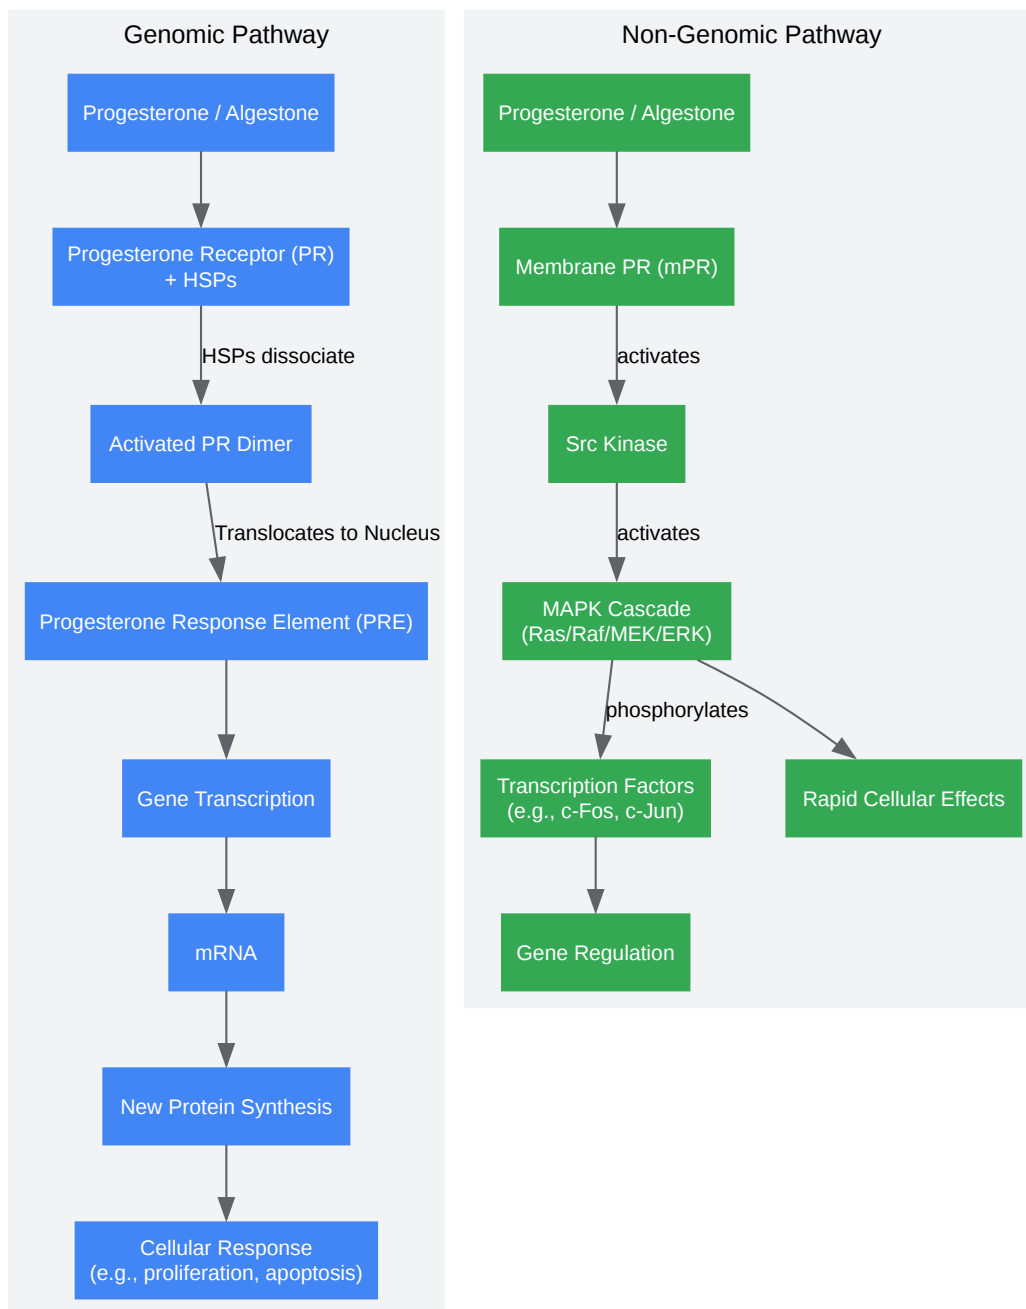 Genomic Pathway
Progesterone / Algestone
Progesterone Receptor (PR)
+ HSPs
HSPs dissociate
Activated PR Dimer
Translocates to Nucleus
Progesterone Response Element (PRE)
Gene Transcription
mRNA
New Protein Synthesis
Cellular Response
(e.g., proliferation, apoptosis)
Non-Genomic Pathway
Progesterone / Algestone
Membrane PR (mPR)
activates
Src Kinase
activates
MAPK Cascade
(Ras/Raf/MEK/ERK)
phosphorylates
Transcription Factors
(e.g., c-Fos, c-Jun)
Rapid Cellular Effects
Gene Regulation